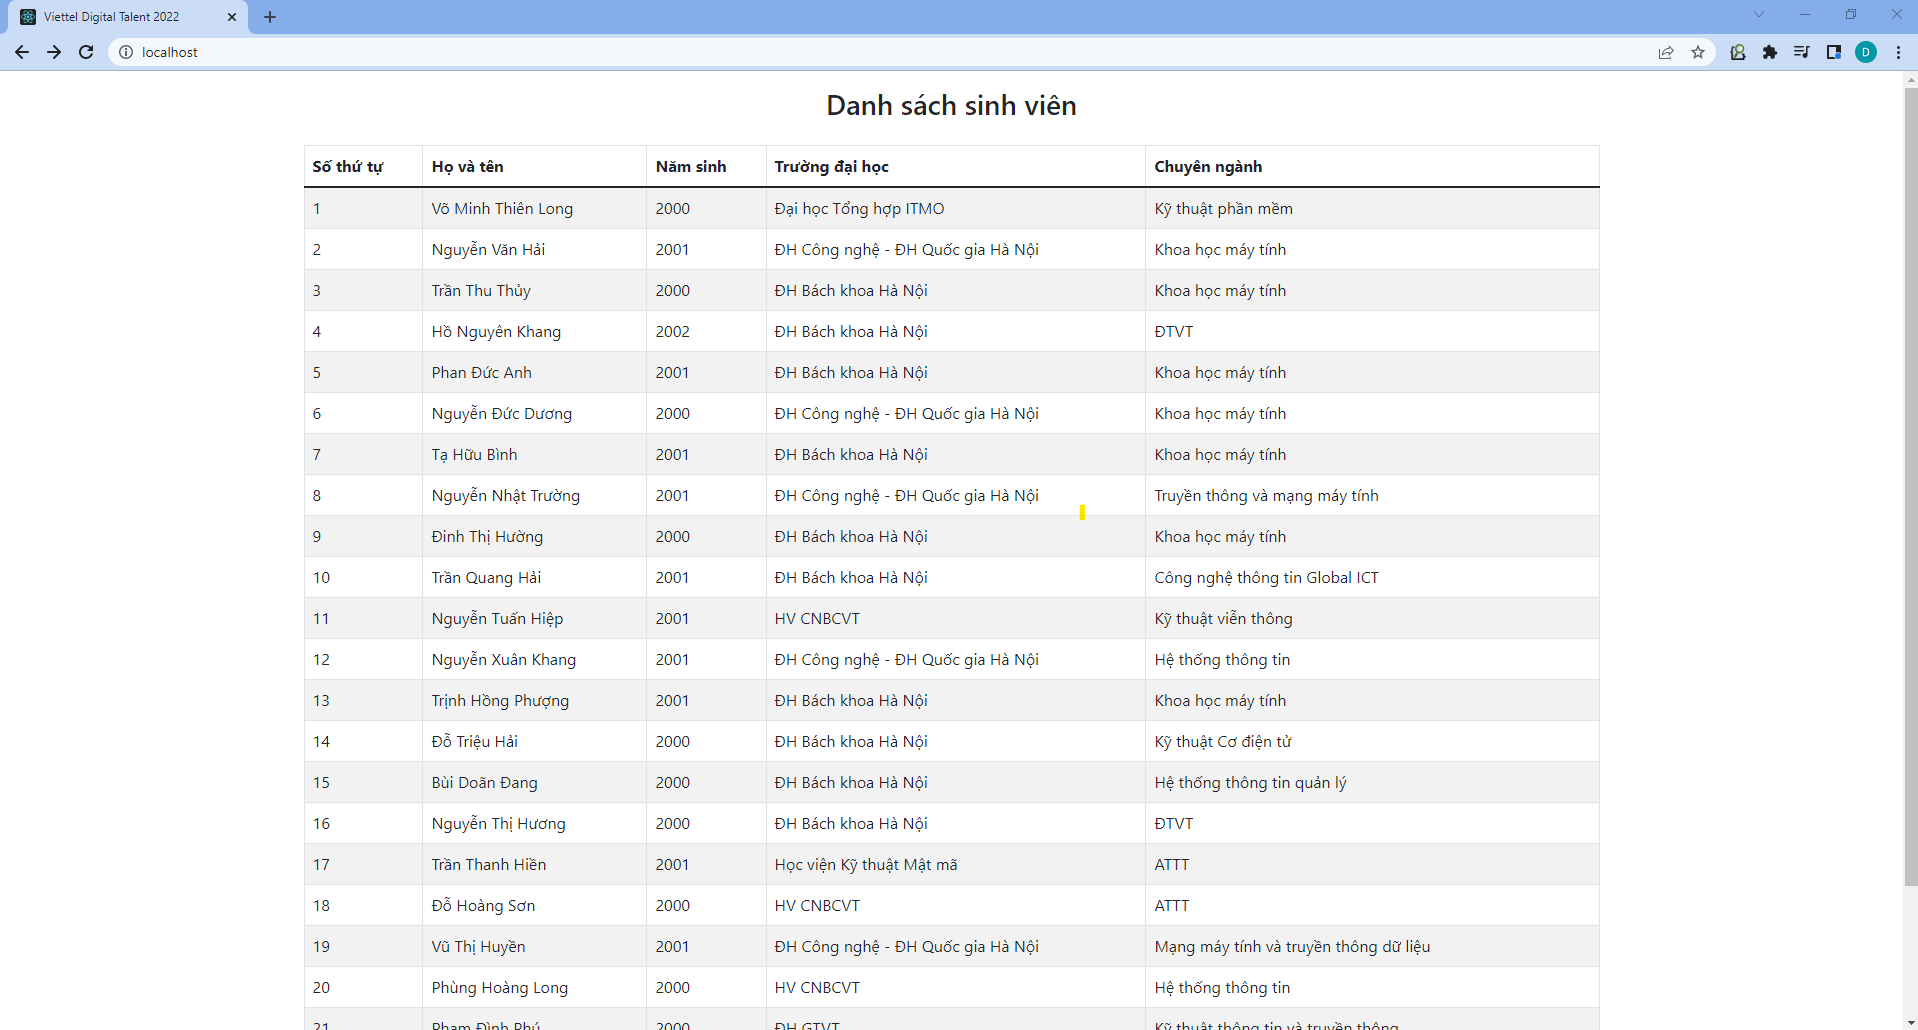 Viettel Digital Talent 2022
localhost
D
Danh sách sinh viên
Số thứ tự Họ và tên Năm sinh Trường đại học Chuyên ngành
1 Võ Minh Thiên Long 2000 Đại học Tổng hợp ITMO Kỹ thuật phần mềm
2 Nguyễn Văn Hải 2001 ĐH Công nghệ - ĐH Quốc gia Hà Nội Khoa học máy tính
3 Trần Thu Thủy 2000 ĐH Bách khoa Hà Nội Khoa học máy tính
4 Hồ Nguyên Khang 2002 ĐH Bách khoa Hà Nội ĐTVT
5 Phan Đức Anh 2001 ĐH Bách khoa Hà Nội Khoa học máy tính
6 Nguyễn Đức Dương 2000 ĐH Công nghệ - ĐH Quốc gia Hà Nội Khoa học máy tính
7 Tạ Hữu Bình 2001 ĐH Bách khoa Hà Nội Khoa học máy tính
8 Nguyễn Nhật Trường 2001 ĐH Công nghệ - ĐH Quốc gia Hà Nội Truyền thông và mạng máy tính
9 Đinh Thị Hường 2000 ĐH Bách khoa Hà Nội Khoa học máy tính
10 Trần Quang Hải 2001 ĐH Bách khoa Hà Nội Công nghệ thông tin Global ICT
11 Nguyễn Tuấn Hiệp 2001 HV CNBCVT Kỹ thuật viễn thông
12 Nguyễn Xuân Khang 2001 ĐH Công nghệ - ĐH Quốc gia Hà Nội Hệ thống thông tin
13 Trịnh Hồng Phượng 2001 ĐH Bách khoa Hà Nội Khoa học máy tính
14 Đỗ Triệu Hải 2000 ĐH Bách khoa Hà Nội Kỹ thuật Cơ điện tử
15 Bùi Doãn Đang 2000 ĐH Bách khoa Hà Nội Hệ thống thông tin quản lý
16 Nguyễn Thị Hương 2000 ĐH Bách khoa Hà Nội ĐTVT
17 Trần Thanh Hiền 2001 Học viện Kỹ thuật Mật mã ATTT
18 Đỗ Hoàng Sơn 2000 HV CNBCVT ATTT
19 Vũ Thị Huyền 2001 ĐH Công nghệ - ĐH Quốc gia Hà Nội Mạng máy tính và truyền thông dữ liệu
20 Phùng Hoàng Long 2000 HV CNBCVT Hệ thống thông tin
21 Đình Phú 2000 ĐH GTVT Kỹ thuật thông tin và truyền thông